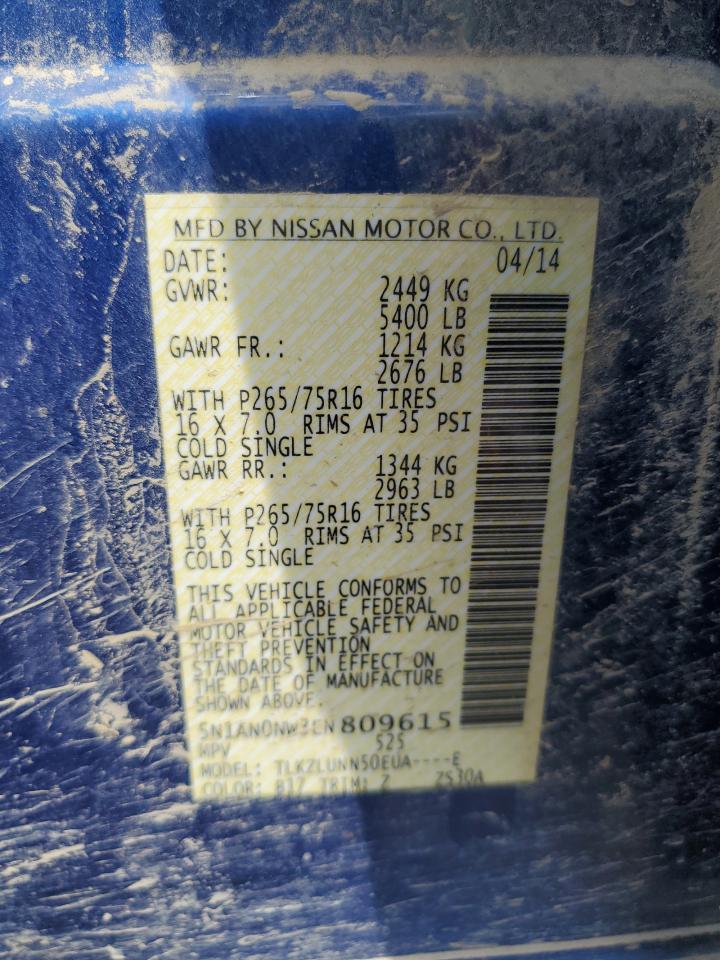 MFD BY NISSAN MOTOR CO., LTD.
DATE: 04/14
GVWR: 2449 KG
5400 LB
GAWR FR.: 1214 KG
2676 LB
WITH P265/75R16 TIRES
16 X 7.0 RIMS AT 35 PSI
COLD SINGLE
GAWR RR.: 1344 KG
2963 LB
WITH P265/75R16 TIRES
16 X 7.0 RIMS AT 35 PSI
COLD SINGLE
THIS VEHICLE CONFORMS TO
ALL APPLICABLE FEDERAL
MOTOR VEHICLE SAFETY AND
THEFT PREVENTION
STANDARDS IN EFFECT ON
THE DATE OF MANUFACTURE
SHOWN ABOVE.
5N1AN0NW3EN 809615
MPV 525
MODEL: TLKZLUNN50EUA----E
COLOR: B17 TRIM: Z ZS30A